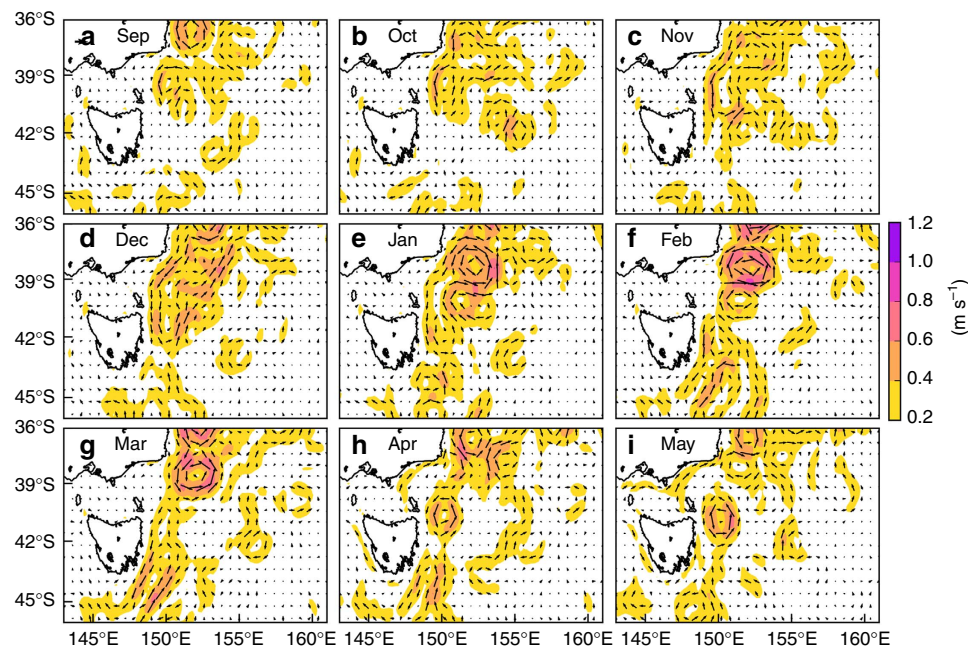 36°S a Sep b Oct c Nov
39°S
42°S
45°S
36°S d Dec e Jan f Feb
39°S
42°S
45°S
36°S g Mar h Apr i May
39°S
42°S
45°S
145°E 150°E 155°E 160°E 145°E 150°E 155°E 160°E 145°E 150°E 155°E 160°E
1.2
1.0
0.8
0.6
0.4
0.2
(m s⁻¹)